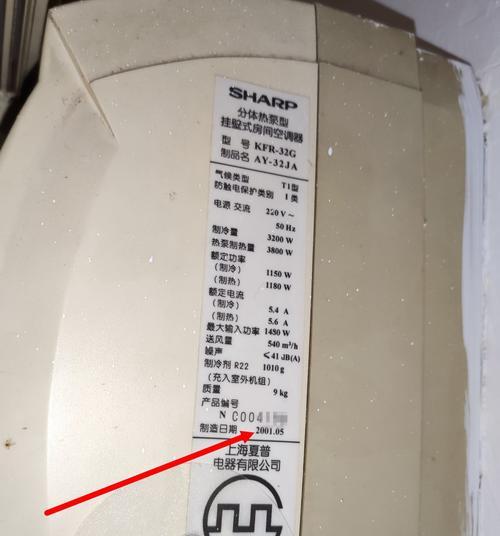 SHARP
分体热泵型
挂壁式房间空调器
型 号 KFR-32G
制品名 AY-32JA
气候类型 T1型
防触电保护类别 I 类
电源 交流 220 V ~
50 Hz
制冷量 3200 W
热泵制热量 3800 W
额定功率
(制冷) 1150 W
(制热) 1180 W
额定电流
(制冷) 5.4 A
(制热) 5.6 A
最大输入功率 1480 W
送风量 540 m³/h
噪声 ≤41 dB(A)
制冷剂 R22 1010g
(充入室外机组)
质量 9 kg
产品编号
N C0041
制造日期 2001.05
上海夏普
电器有限公司